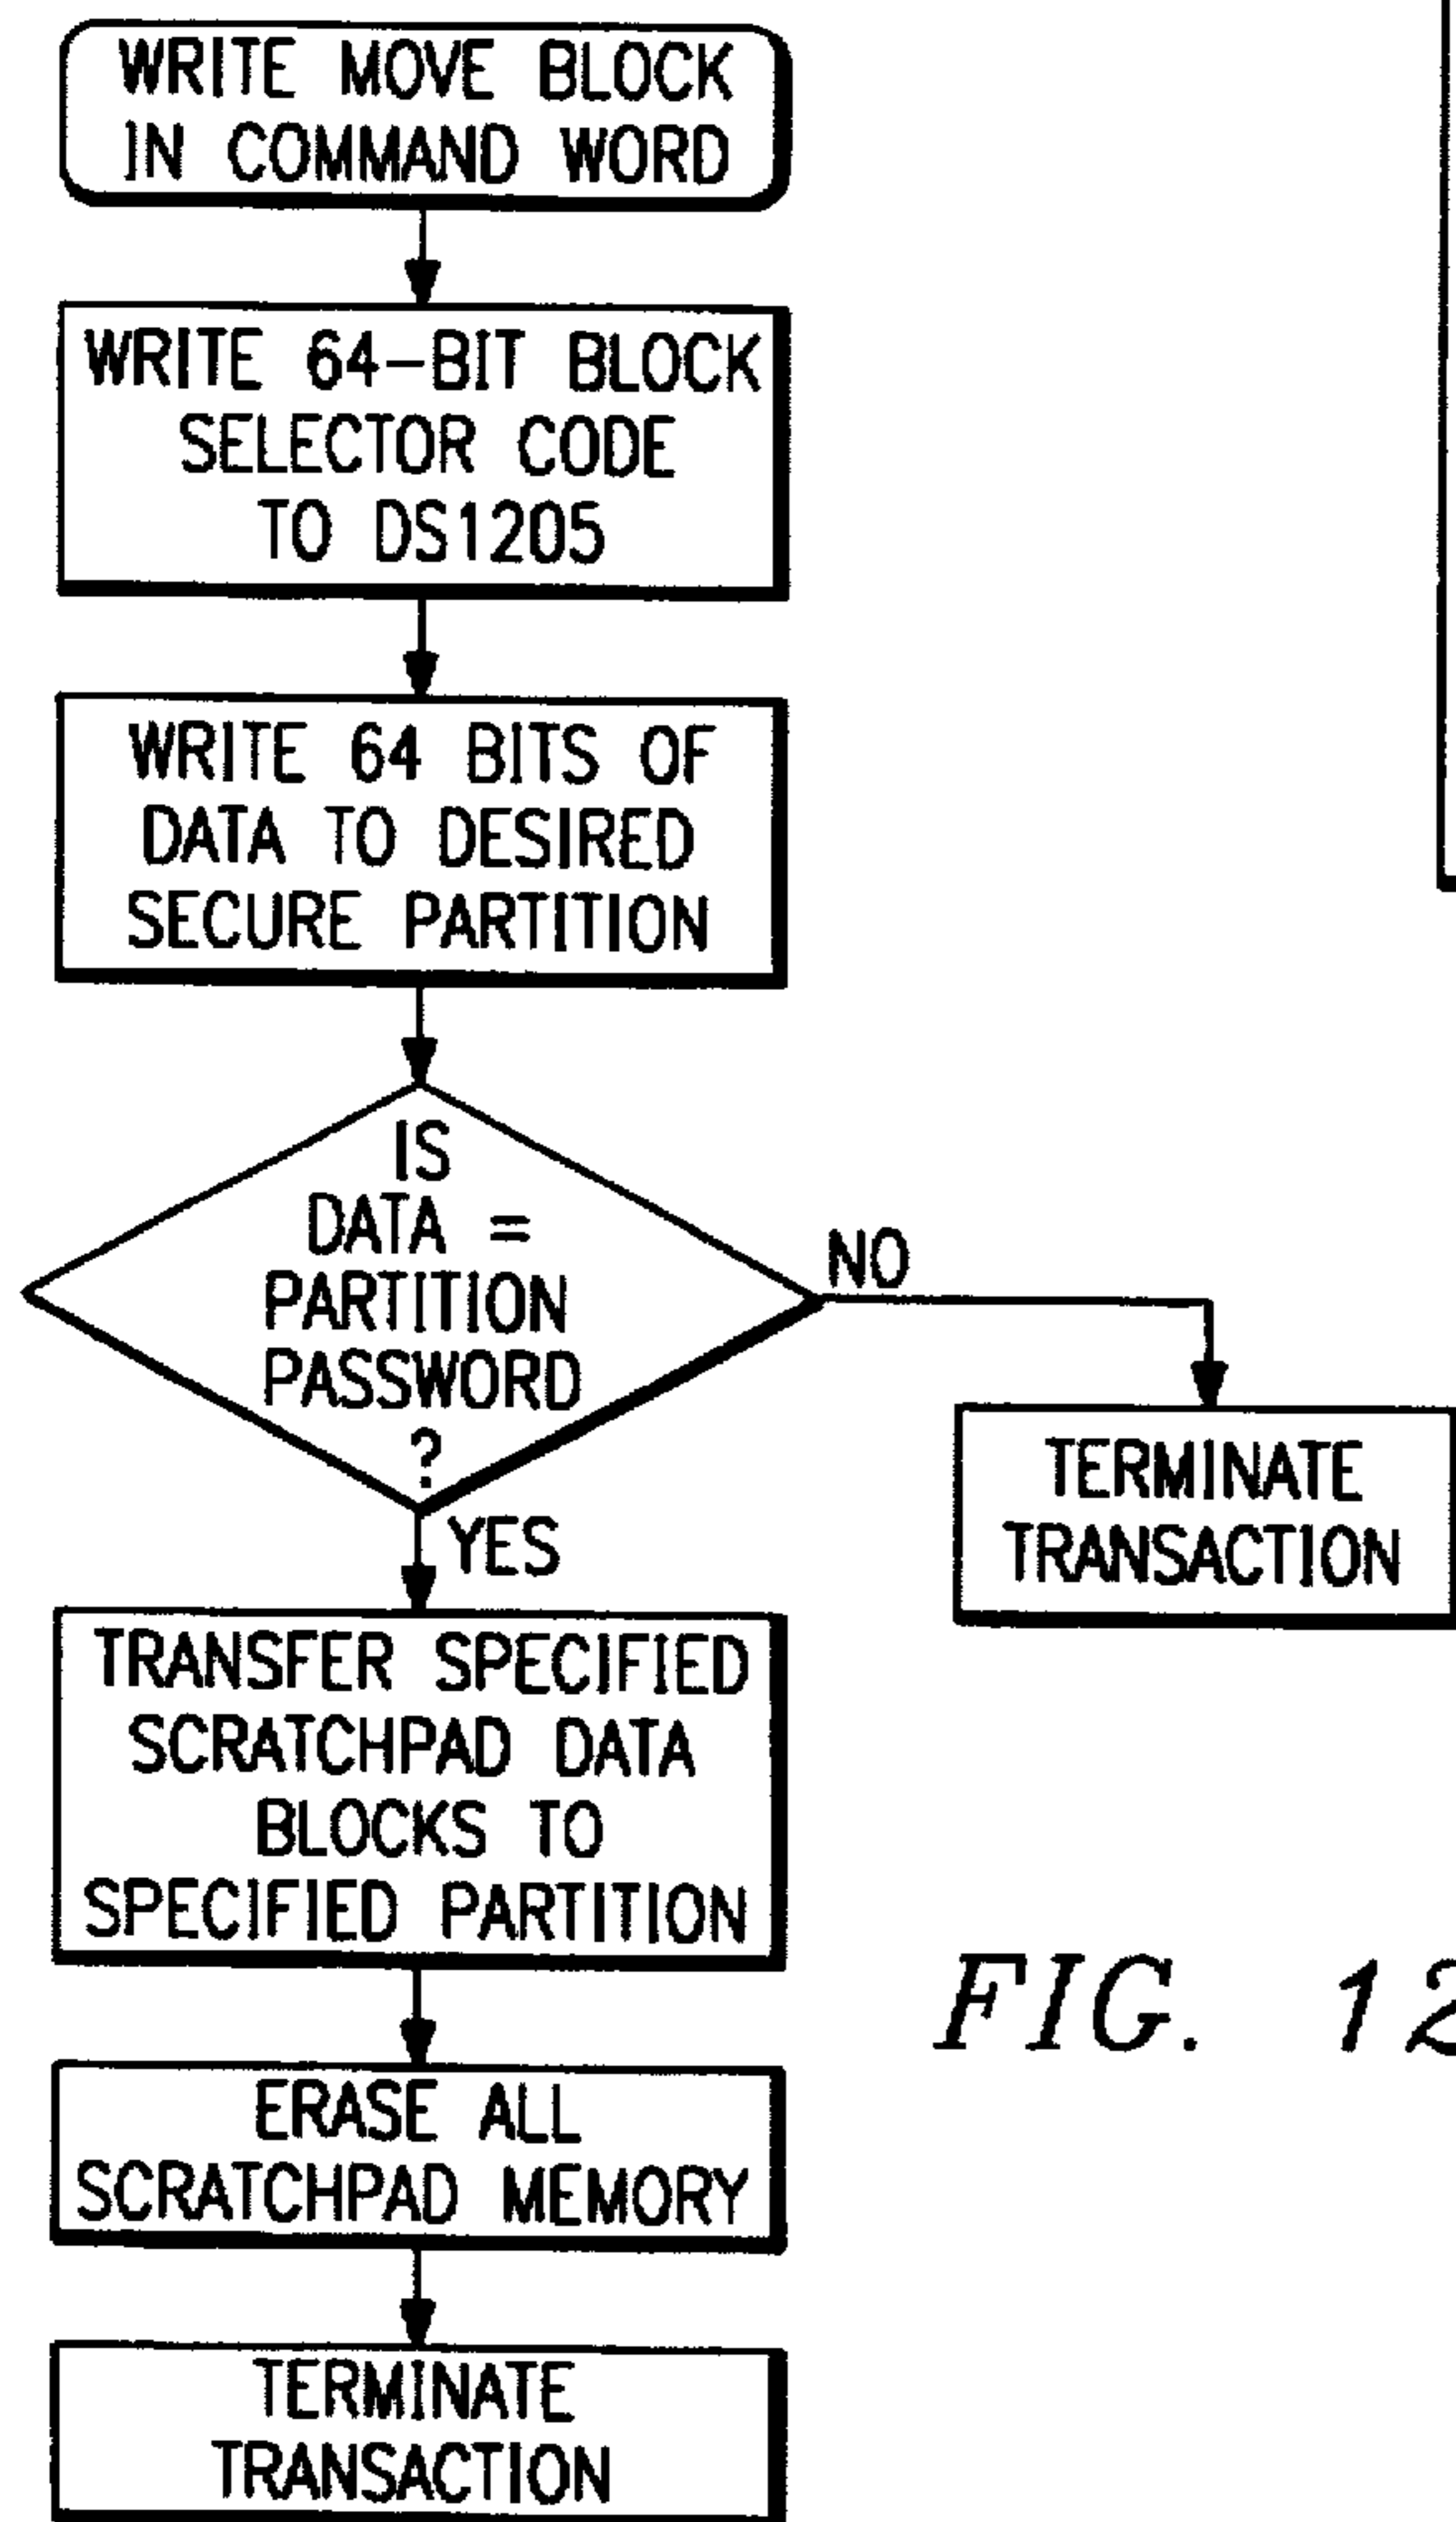 WRITE MOVE BLOCK
IN COMMAND WORD
WRITE 64-BIT BLOCK
SELECTOR CODE
TO DS1205
WRITE 64 BITS OF
DATA TO DESIRED
SECURE PARTITION
IS
DATA =
PARTITION
PASSWORD
?
NO
YES
TERMINATE
TRANSACTION
TRANSFER SPECIFIED
SCRATCHPAD DATA
BLOCKS TO
SPECIFIED PARTITION
ERASE ALL
SCRATCHPAD MEMORY
TERMINATE
TRANSACTION
FIG. 12